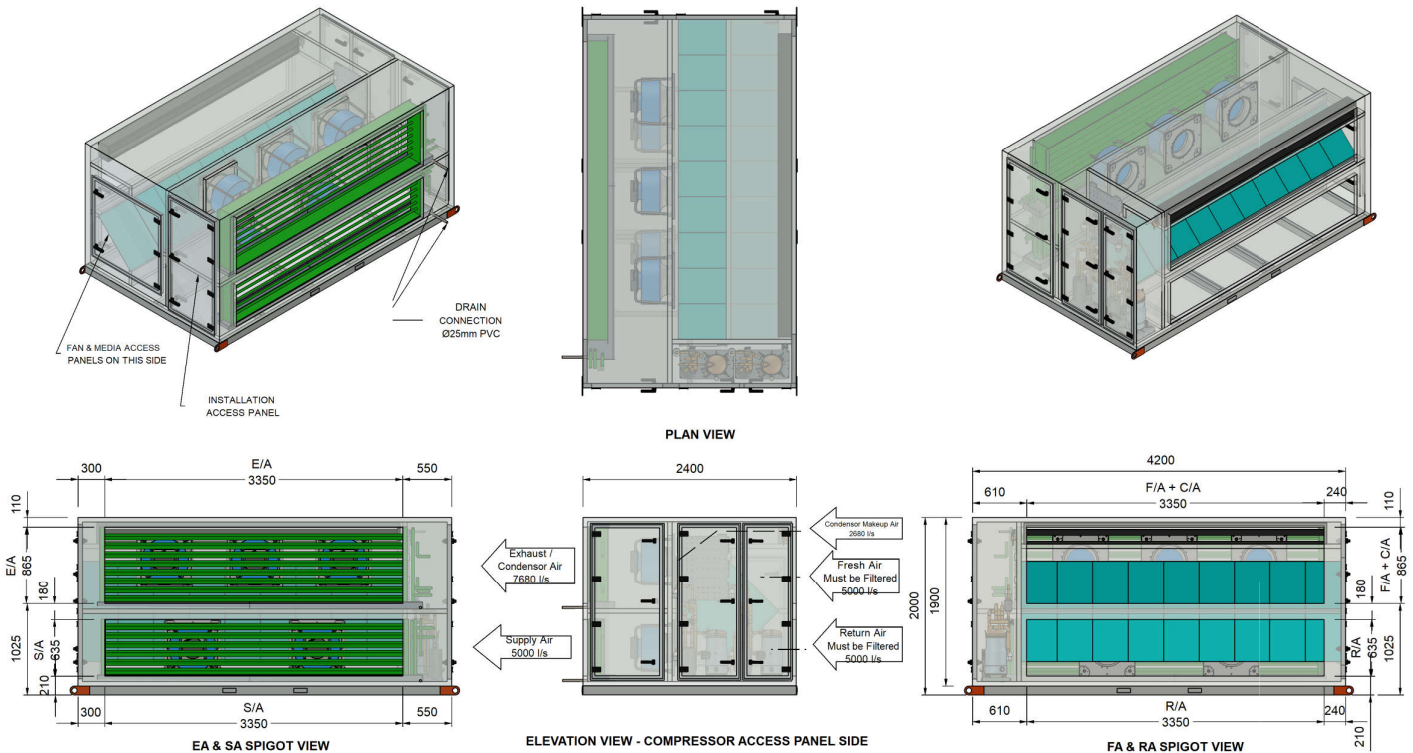 FAN & MEDIA ACCESS
PANELS ON THIS SIDE
INSTALLATION
ACCESS PANEL
DRAIN
CONNECTION
Ø25mm PVC
PLAN VIEW
E/A
300
3350
550
110
E/A
865
180
1025
S/A
635
210
300
S/A
3350
550
EA & SA SPIGOT VIEW
2400
Exhaust /
Condensor Air
7680 l/s
Supply Air
5000 l/s
Condensor Makeup Air
2680 l/s
Fresh Air
Must be Filtered
5000 l/s
Return Air
Must be Filtered
5000 l/s
ELEVATION VIEW - COMPRESSOR ACCESS PANEL SIDE
4200
610
F/A + C/A
3350
240
110
2000
1900
F/A + C/A
865
180
R/A
635
1025
210
610
R/A
3350
240
FA & RA SPIGOT VIEW